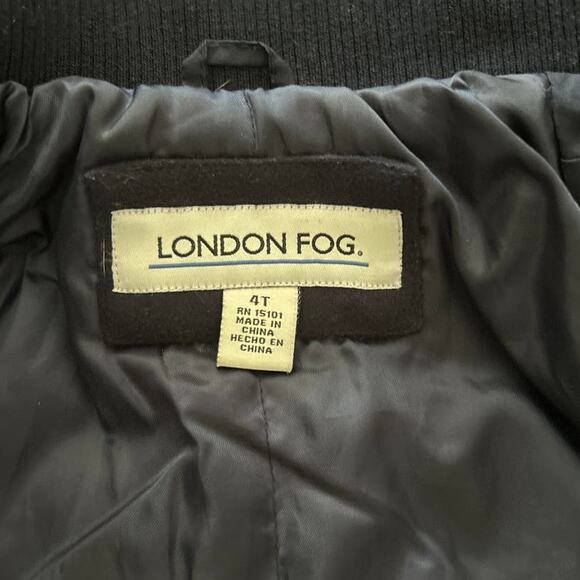 LONDON FOG®
4T
RN 15101
MADE IN
CHINA
HECHO EN
CHINA